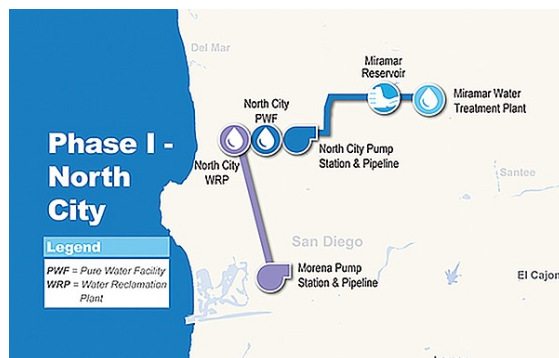 Del Mar
Miramar
Reservoir
Miramar Water
Treatment Plant
North City
PWF
North City Pump
Station & Pipeline
North City
WRP
Phase I -
North
City
Santee
Legend
PWF = Pure Water Facility
WRP = Water Reclamation
Plant
San Diego
Morena Pump
Station & Pipeline
El Cajon